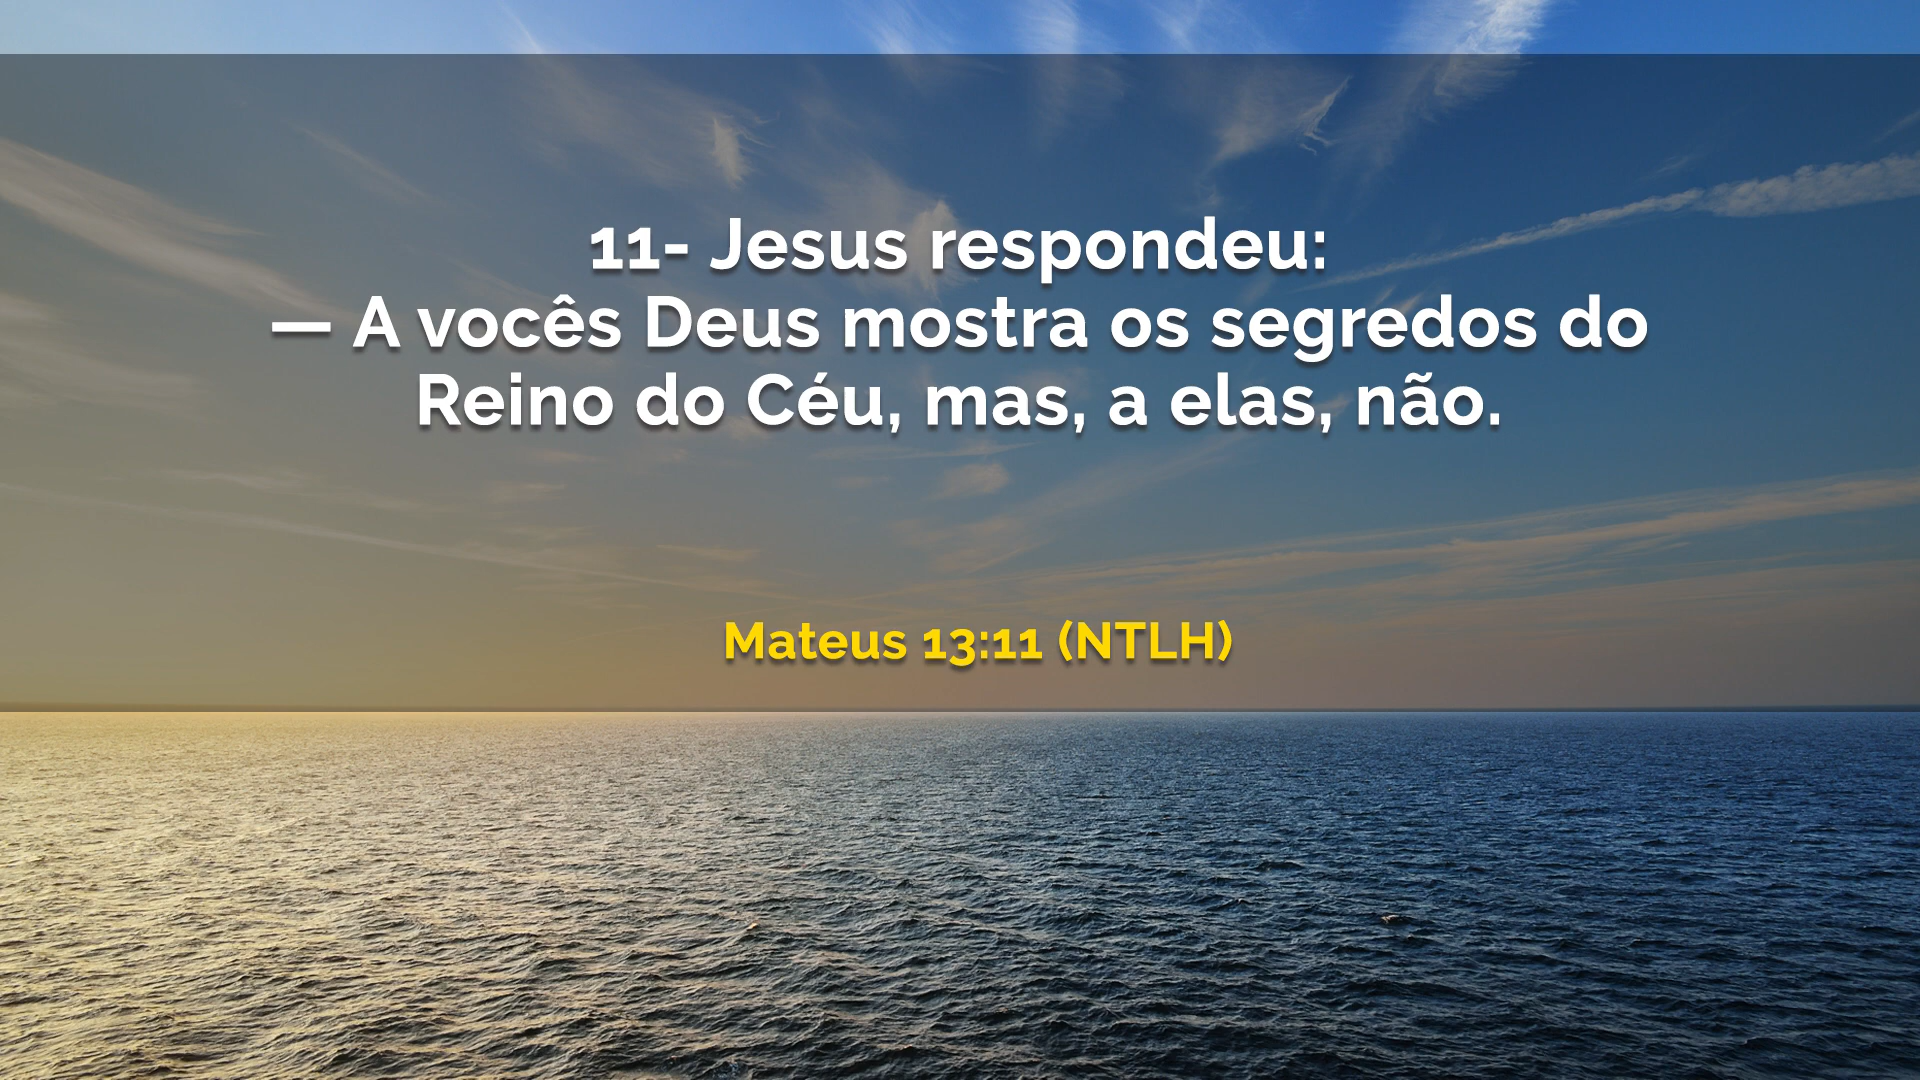 11- Jesus respondeu:
— A vocês Deus mostra os segredos do
Reino do Céu, mas, a elas, não.
Mateus 13:11 (NTLH)